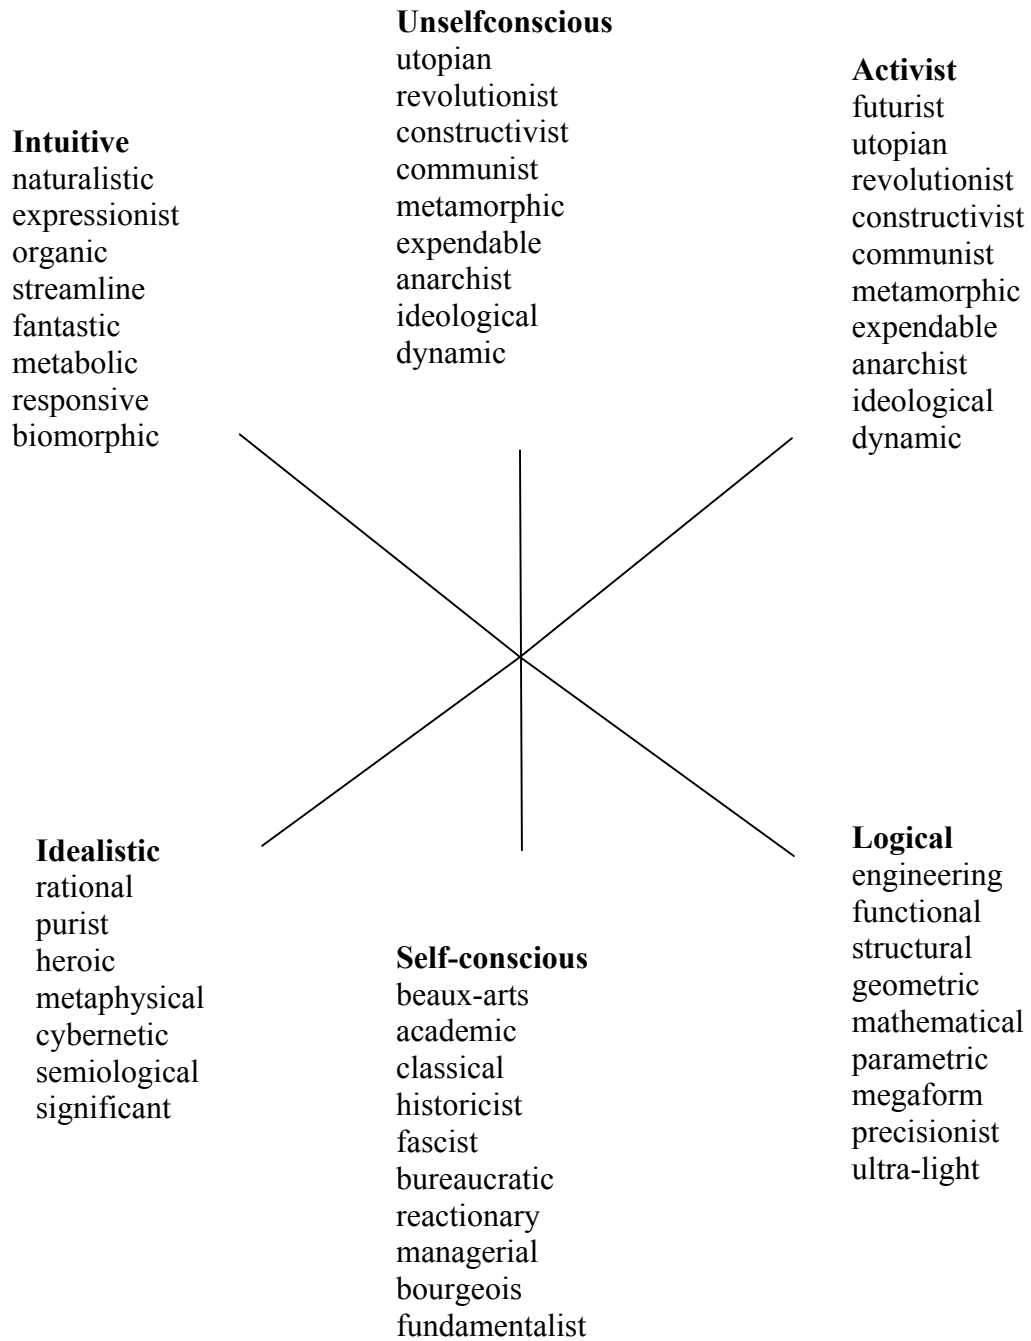 Unselfconscious
utopian
revolutionist
constructivist
communist
metamorphic
expendable
anarchist
ideological
dynamic
Activist
futurist
utopian
revolutionist
constructivist
communist
metamorphic
expendable
anarchist
ideological
dynamic
Intuitive
naturalistic
expressionist
organic
streamline
fantastic
metabolic
responsive
biomorphic
Idealistic
rational
purist
heroic
metaphysical
cybernetic
semiological
significant
Self-conscious
beaux-arts
academic
classical
historicist
fascist
bureaucratic
reactionary
managerial
bourgeois
fundamentalist
Logical
engineering
functional
structural
geometric
mathematical
parametric
megaform
precisionist
ultra-light